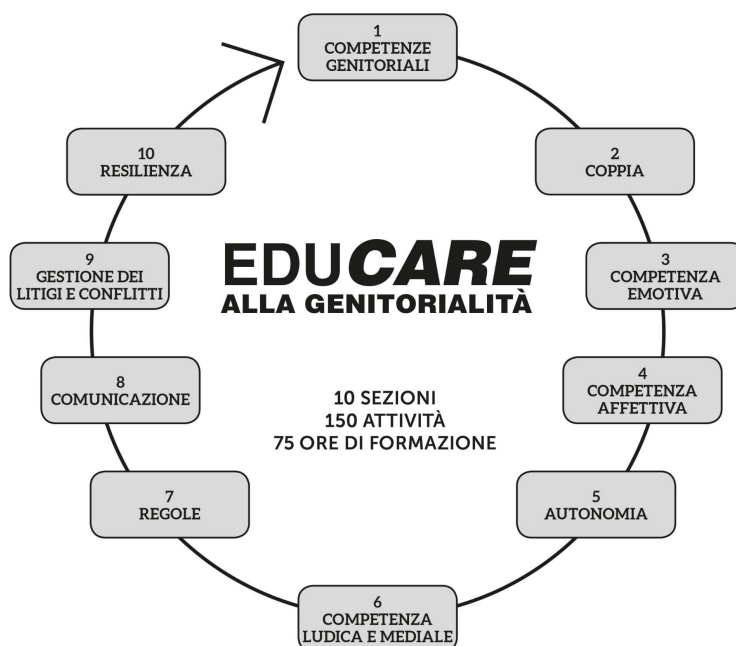 1
COMPETENZE
GENITORIALI
2
COPPIA
3
COMPETENZA
EMOTIVA
4
COMPETENZA
AFFETTIVA
5
AUTONOMIA
6
COMPETENZA
LUDICA E MEDIALE
7
REGOLE
8
COMUNICAZIONE
9
GESTIONE DEI
LITIGI E CONFLITTI
10
RESILIENZA
EDUCARE
ALLA GENITORIALITÀ
10 SEZIONI
150 ATTIVITÀ
75 ORE DI FORMAZIONE